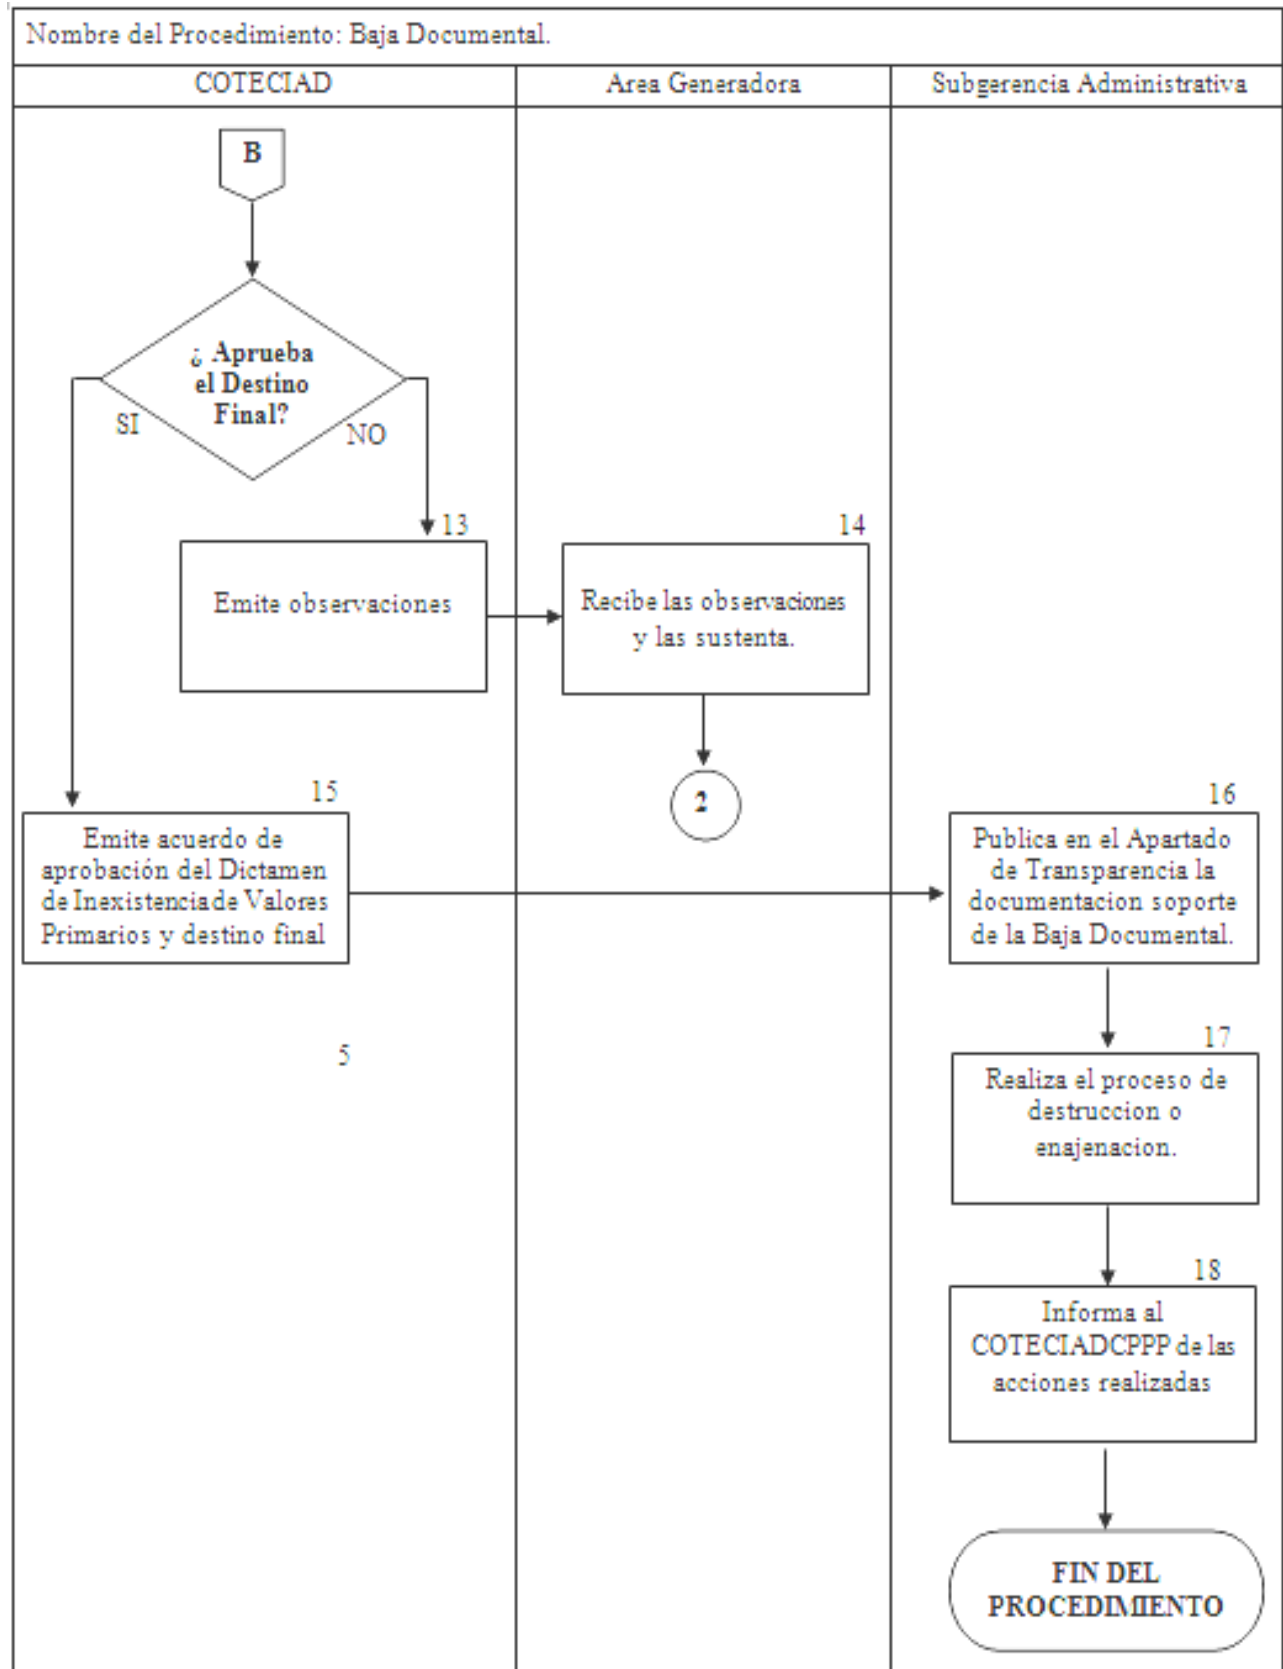 Nombre del Procedimiento: Baja Documental.
COTECIAD
Area Generadora
Subgerencia Administrativa
B
¿ Aprueba
el Destino
Final?
SI
NO
13
Emite observaciones
14
Recibe las observaciones
y las sustenta.
2
15
Emite acuerdo de
aprobación del Dictamen
de Inexistencia de Valores
Primarios y destino final
16
Publica en el Apartado
de Transparencia la
documentacion soporte
de la Baja Documental.
5
17
Realiza el proceso de
destruccion o
enajenacion.
18
Informa al
COTECIADCPPP de las
acciones realizadas
FIN DEL
PROCEDIMIENTO